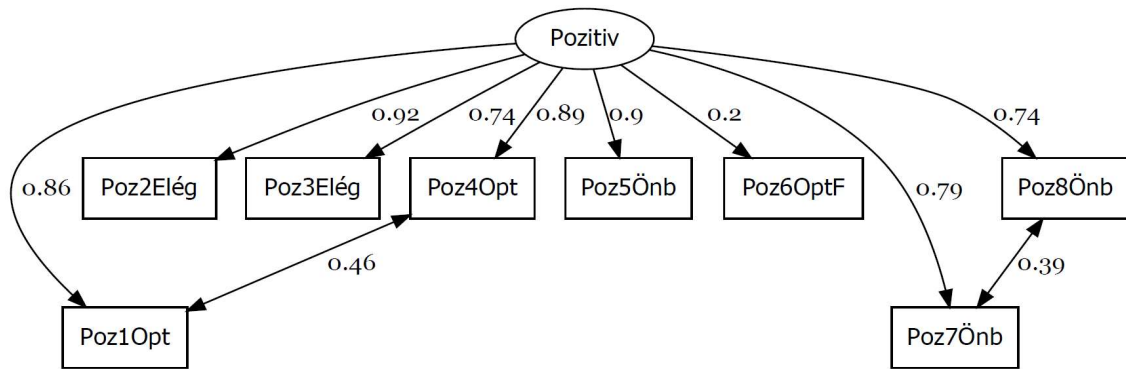 Pozitiv
0.92
0.74
0.89
0.9
0.2
0.74
Poz2Elég
Poz3Elég
Poz4Opt
Poz5Önb
Poz6OptF
Poz8Önb
0.86
0.79
0.46
0.39
Poz1Opt
Poz7Önb